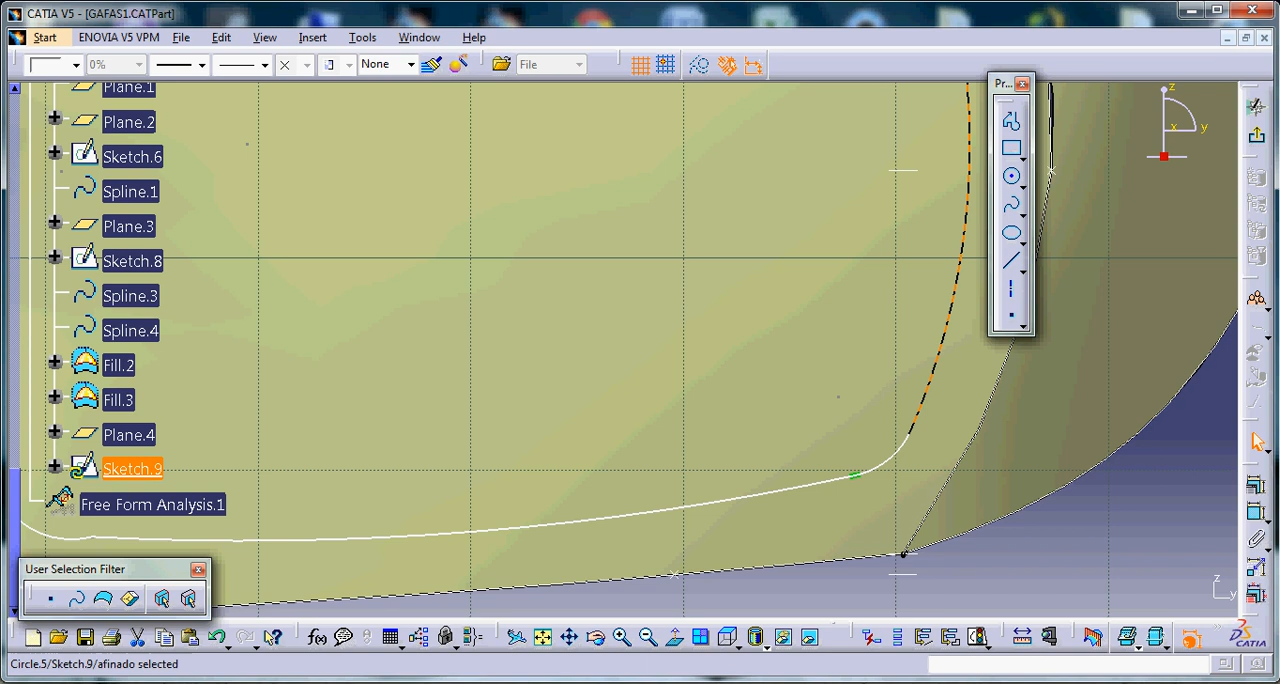 CATIA V5 - [GAFAS1.CATPart]
Start ENOVIA V5 VPM File Edit View Insert Tools Window Help
0% None File
Plane.1
Plane.2
Sketch.6
Spline.1
Plane.3
Sketch.8
Spline.3
Spline.4
Fill.2
Fill.3
Plane.4
Sketch.9
Free Form Analysis.1
Pr...
z
x y
User Selection Filter
z
y
f(x)
CATIA
Circle.5/Sketch.9/afinado selected